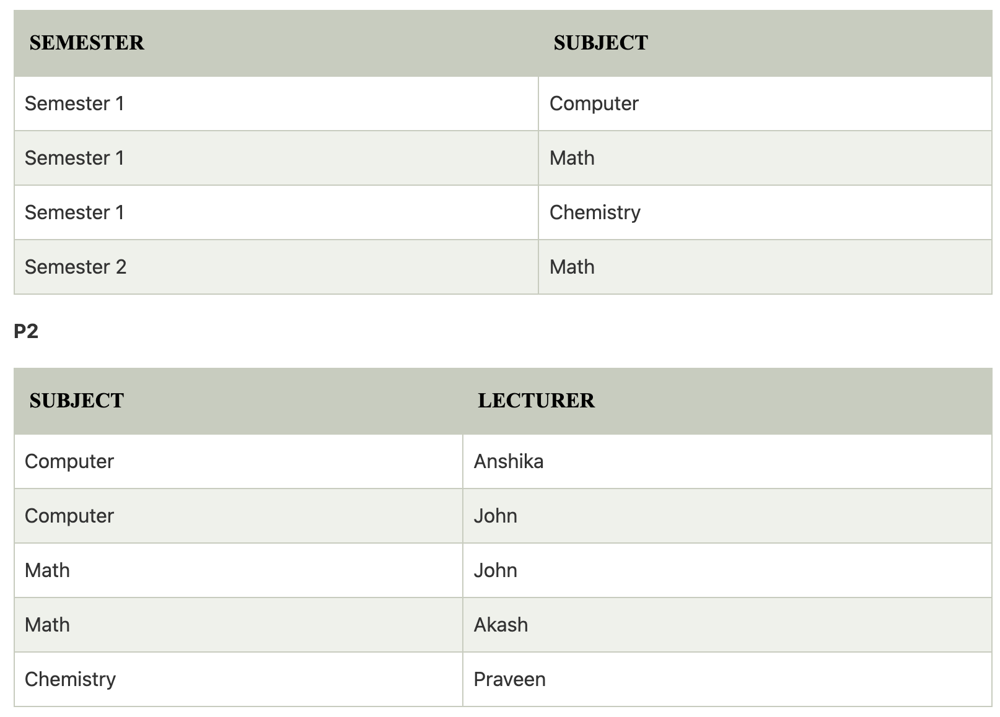 SEMESTER SUBJECT
Semester 1 Computer
Semester 1 Math
Semester 1 Chemistry
Semester 2 Math
P2
SUBJECT LECTURER
Computer Anshika
Computer John
Math John
Math Akash
Chemistry Praveen